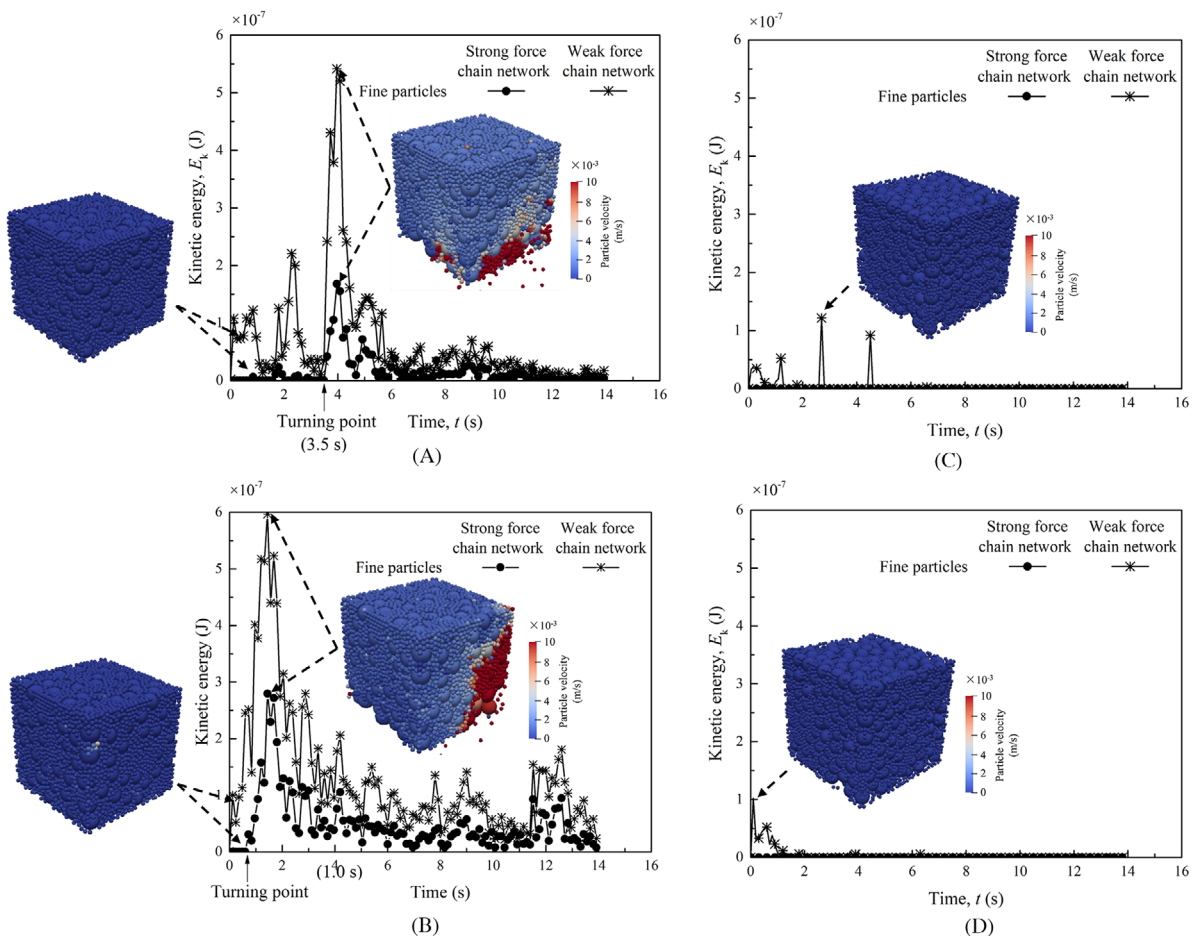 ×10⁻⁷
6
5
4
3
2
1
0
Kinetic energy, Eₖ (J)
Strong force Weak force
chain network chain network
Fine particles
×10⁻³
10
8
6
4
2
0
Particle velocity
(m/s)
0 2 4 6 8 10 12 14 16
Turning point Time, t (s)
(3.5 s)
(A)
×10⁻⁷
6
5
4
3
2
1
0
Kinetic energy, Eₖ (J)
Strong force Weak force
chain network chain network
Fine particles
×10⁻³
10
8
6
4
2
0
Particle velocity
(m/s)
0 2 4 6 8 10 12 14 16
Time, t (s)
(C)
×10⁻⁷
6
5
4
3
2
1
0
Kinetic energy (J)
Strong force Weak force
chain network chain network
Fine particles
×10⁻³
10
8
6
4
2
0
Particle velocity
(m/s)
0 2 4 6 8 10 12 14 16
(1.0 s)
Turning point Time (s)
(B)
×10⁻⁷
6
5
4
3
2
1
0
Kinetic energy, Eₖ (J)
Strong force Weak force
chain network chain network
Fine particles
×10⁻³
10
8
6
4
2
0
Particle velocity
(m/s)
0 2 4 6 8 10 12 14 16
Time, t (s)
(D)